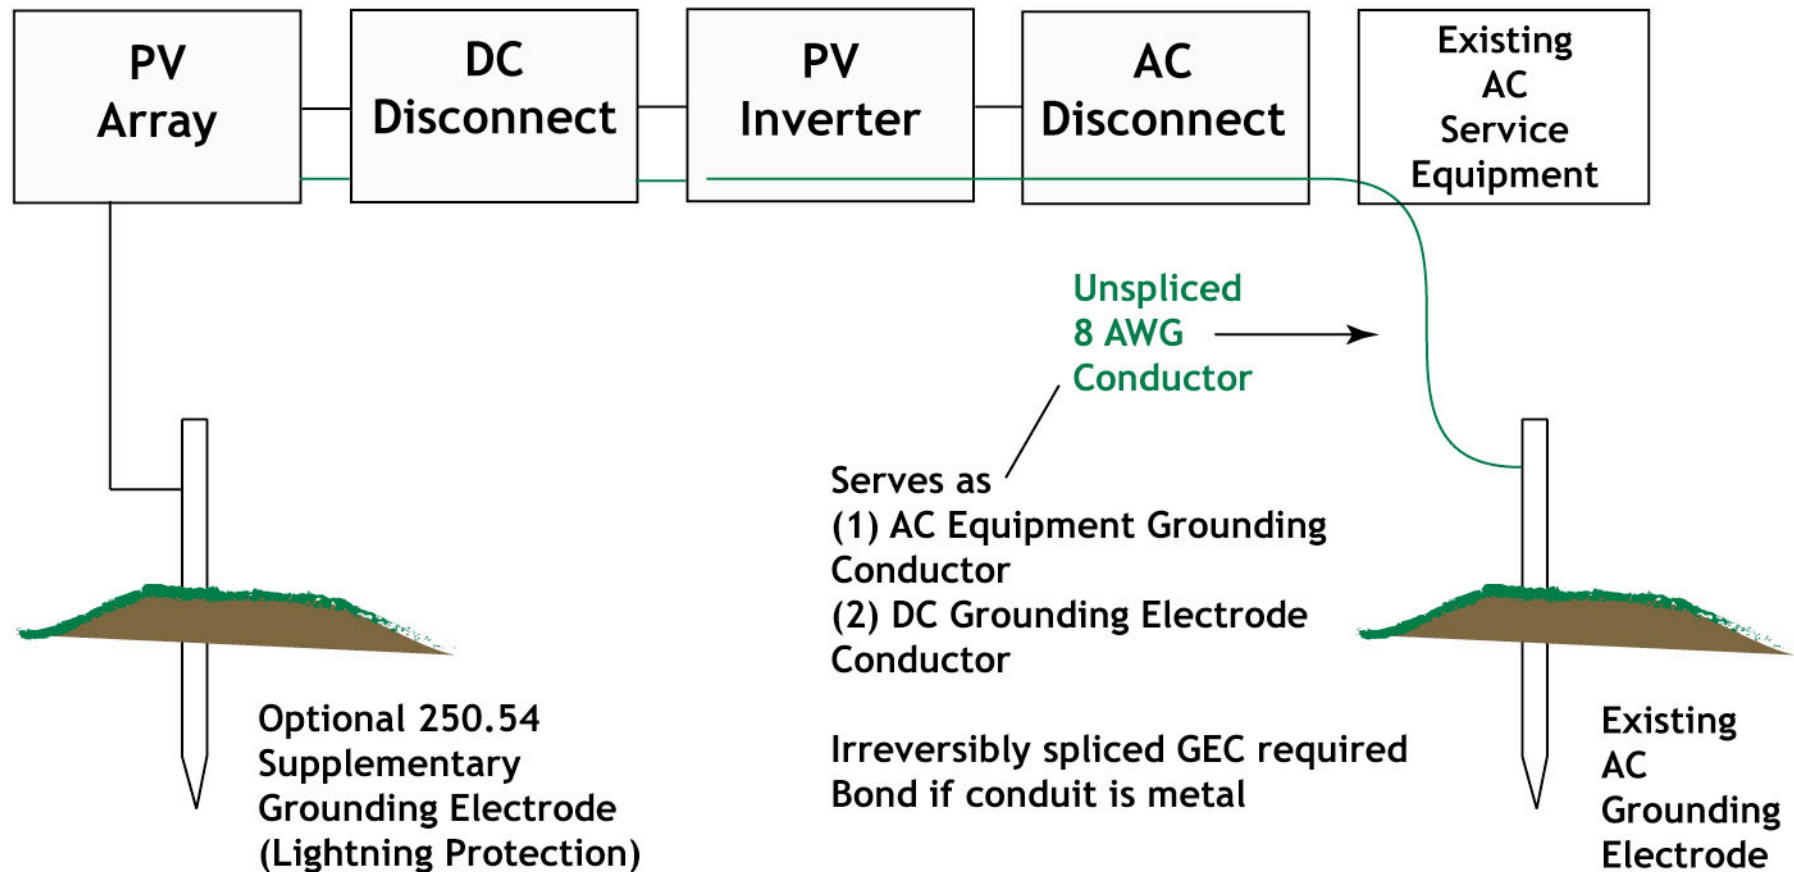 PV
Array
DC
Disconnect
PV
Inverter
AC
Disconnect
Existing
AC
Service
Equipment
Unspliced
8 AWG
Conductor
Serves as
(1) AC Equipment Grounding
Conductor
(2) DC Grounding Electrode
Conductor
Irreversibly spliced GEC required
Bond if conduit is metal
Optional 250.54
Supplementary
Grounding Electrode
(Lightning Protection)
Existing
AC
Grounding
Electrode